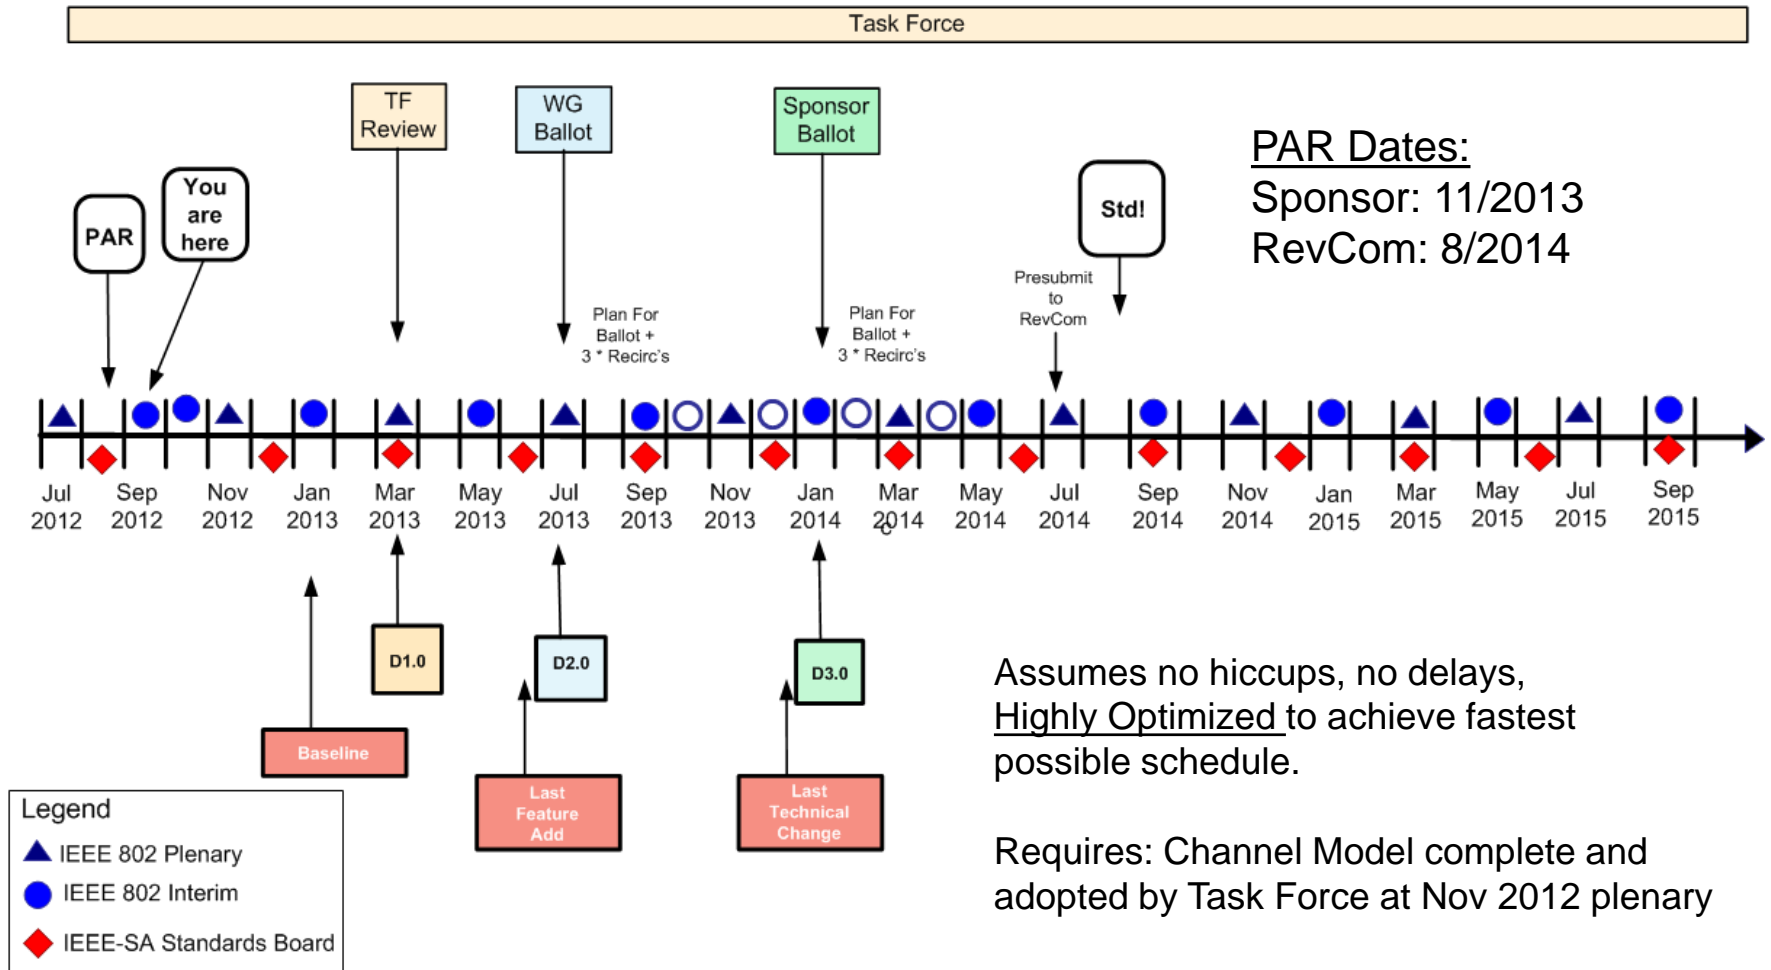 Task Force
TF
Review
WG
Ballot
Sponsor
Ballot
PAR Dates:
Sponsor: 11/2013
RevCom: 8/2014
You
are
here
PAR
Std!
Presubmit
to
RevCom
Plan For
Ballot +
3 * Recirc's
Plan For
Ballot +
3 * Recirc's
Jul
2012
Sep
2012
Nov
2012
Jan
2013
Mar
2013
May
2013
Jul
2013
Sep
2013
Nov
2013
Jan
2014
Mar
2014
c
May
2014
Jul
2014
Sep
2014
Nov
2014
Jan
2015
Mar
2015
May
2015
Jul
2015
Sep
2015
D1.0
D2.0
D3.0
Baseline
Last
Feature
Add
Last
Technical
Change
Assumes no hiccups, no delays,
Highly Optimized to achieve fastest
possible schedule.
Requires: Channel Model complete and
adopted by Task Force at Nov 2012 plenary
Legend
IEEE 802 Plenary
IEEE 802 Interim
IEEE-SA Standards Board